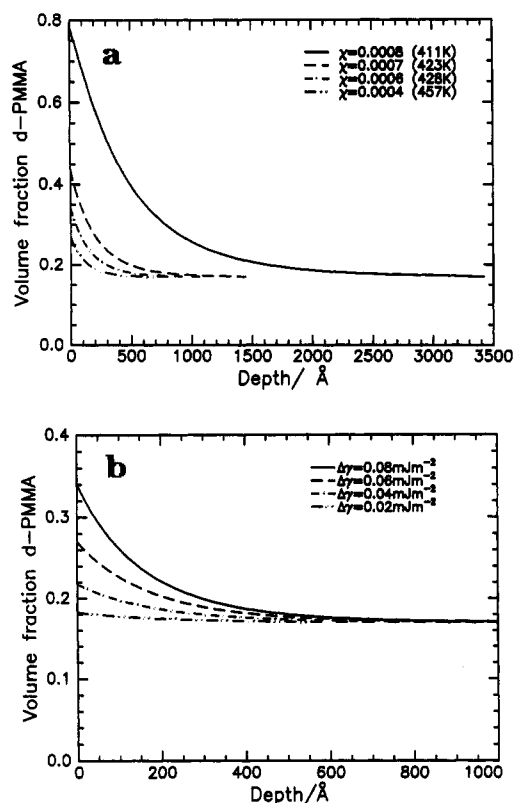 a
χ=0.0008 (411K)
χ=0.0007 (423K)
χ=0.0006 (428K)
χ=0.0004 (457K)
Volume fraction d-PMMA
0.8
0.6
0.4
0.2
0.0
0 500 1000 1500 2000 2500 3000 3500
Depth/ Å
b
Δγ=0.08mJm⁻²
Δγ=0.06mJm⁻²
Δγ=0.04mJm⁻²
Δγ=0.02mJm⁻²
Volume fraction d-PMMA
0.4
0.3
0.2
0.1
0.0
0 200 400 600 800 1000
Depth/ Å